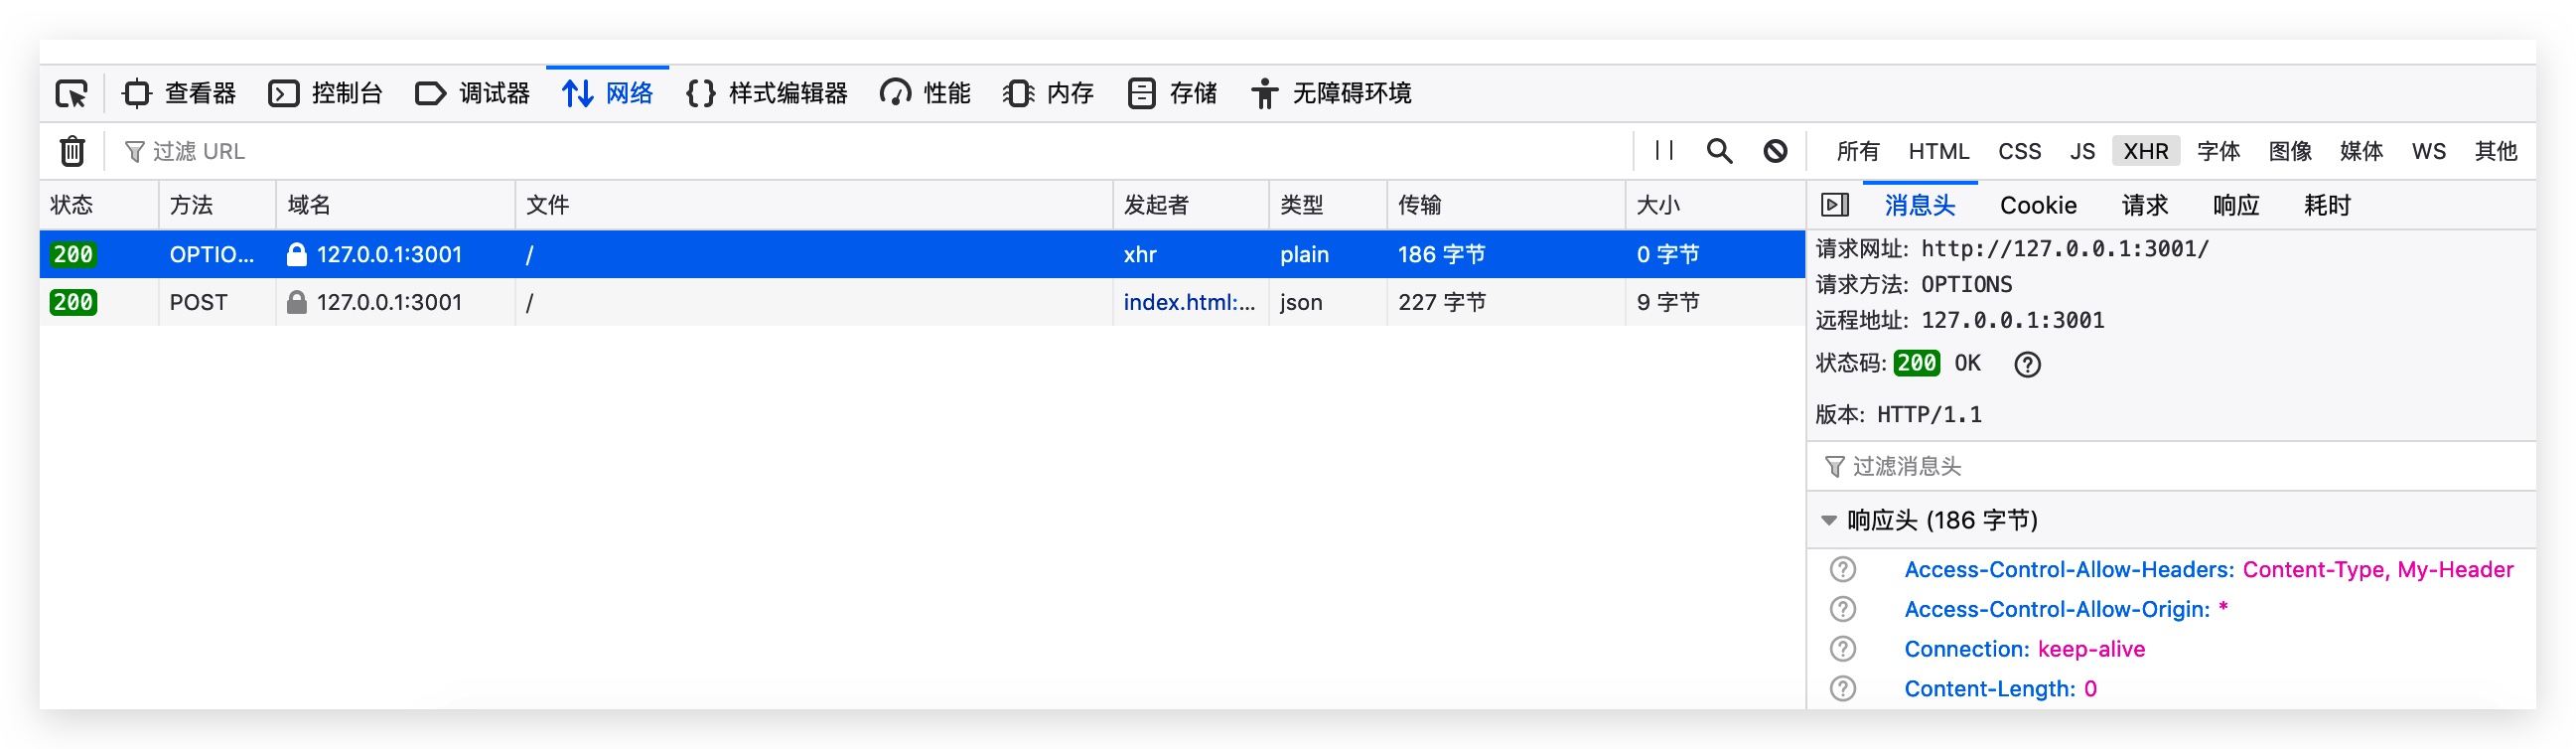 查看器 控制台 调试器 网络 {} 样式编辑器 性能 内存 存储 无障碍环境
过滤 URL 所有 HTML CSS JS XHR 字体 图像 媒体 WS 其他
状态 方法 域名 文件 发起者 类型 传输 大小
200 OPTIO... 127.0.0.1:3001 / xhr plain 186 字节 0 字节
200 POST 127.0.0.1:3001 / index.html:... json 227 字节 9 字节
消息头 Cookie 请求 响应 耗时
请求网址: http://127.0.0.1:3001/
请求方法: OPTIONS
远程地址: 127.0.0.1:3001
状态码: 200 OK ?
版本: HTTP/1.1
过滤消息头
响应头 (186 字节)
? Access-Control-Allow-Headers: Content-Type, My-Header
? Access-Control-Allow-Origin: *
? Connection: keep-alive
? Content-Length: 0